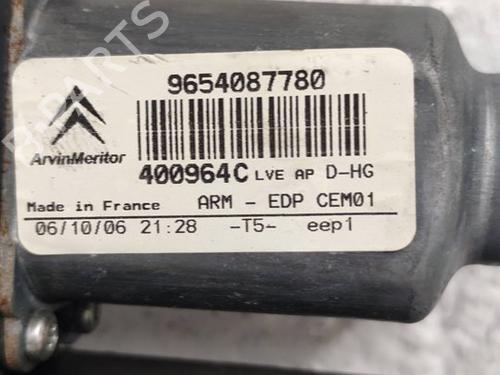 9654087780
ArvinMeritor
400964C LVE AP D-HG
Made in France ARM - EDP CEM01
06/10/06 21:28 -T5- eep1
B-PARTS